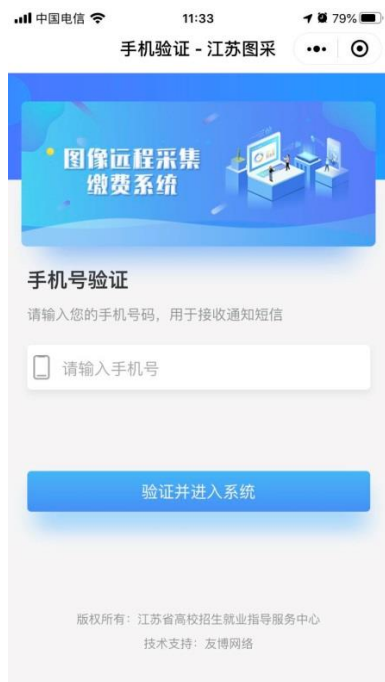 中国电信 11:33 79%
手机验证 - 江苏图采
图像远程采集
缴费系统
手机号验证
请输入您的手机号码，用于接收通知短信
请输入手机号
验证并进入系统
版权所有：江苏省高校招生就业指导服务中心
技术支持：友博网络